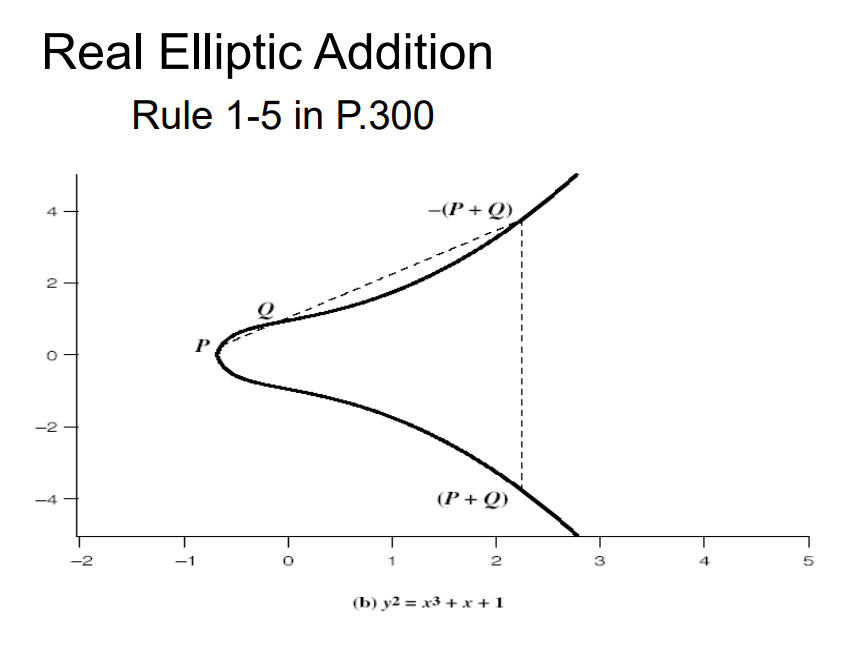 Real Elliptic Addition
Rule 1-5 in P.300
4
−(P + Q)
2
Q
P
0
−2
−4
(P + Q)
−2 −1 0 1 2 3 4 5
(b) y² = x³ + x + 1